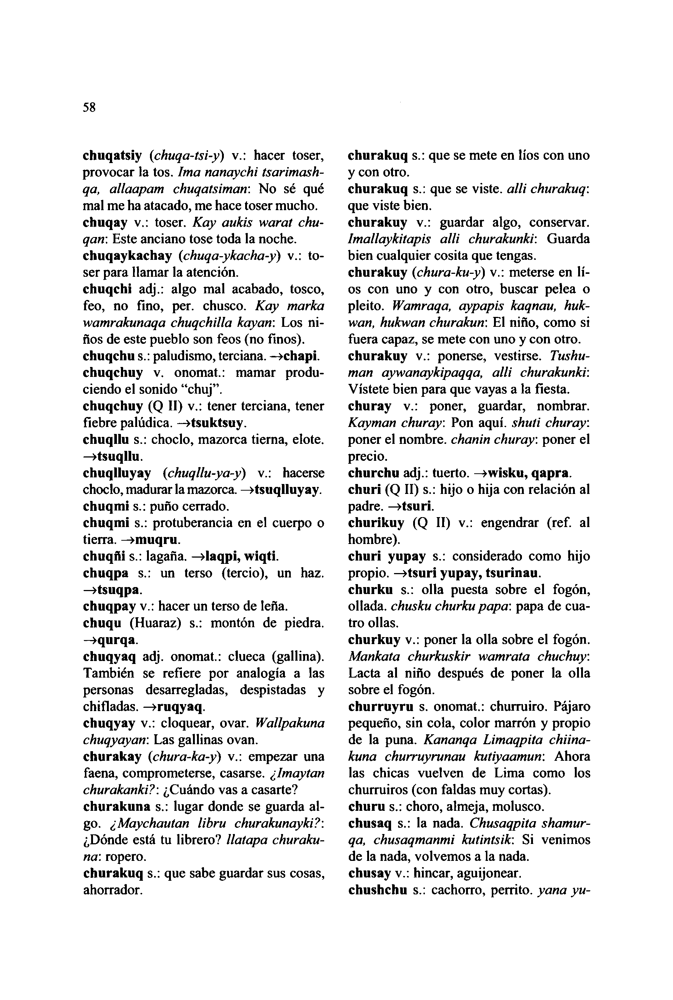 58
chuqatsiy (chuqa-tsi-y) v.: hacer toser,
provocar la tos. Ima nanaychi tsarimash-
qa, allaapam chuqatsiman: No sé qué
mal me ha atacado, me hace toser mucho.
chuqay v.: toser. Kay aukis warat chu-
qan: Este anciano tose toda la noche.
chuqaykachay (chuqa-ykacha-y) v.: to-
ser para llamar la atención.
chuqchi adj.: algo mal acabado, tosco,
feo, no fino, per. chusco. Kay marka
wamrakunaqa chuqchilla kayan: Los ni-
ños de este pueblo son feos (no finos).
chuqchu s.: paludismo, terciana. →chapi.
chuqchuy v. onomat.: mamar produ-
ciendo el sonido “chuj”.
chuqchuy (Q II) v.: tener terciana, tener
fiebre palúdica. →tsuktsuy.
chuqllu s.: choclo, mazorca tierna, elote.
→tsuqllu.
chuqlluyay (chuqllu-ya-y) v.: hacerse
choclo, madurar la mazorca. →tsuqlluyay.
chuqmi s.: puño cerrado.
chuqmi s.: protuberancia en el cuerpo o
tierra. →muqru.
chuqñi s.: lagaña. →laqpi, wiqti.
chuqpa s.: un terso (tercio), un haz.
→tsuqpa.
chuqpay v.: hacer un terso de leña.
chuqu (Huaraz) s.: montón de piedra.
→qurqa.
chuqyaq adj. onomat.: clueca (gallina).
También se refiere por analogía a las
personas desarregladas, despistadas y
chifladas. →ruqyaq.
chuqyay v.: cloquear, ovar. Wallpakuna
chuqyayan: Las gallinas ovan.
churakay (chura-ka-y) v.: empezar una
faena, comprometerse, casarse. ¿Imaytan
churakanki?: ¿Cuándo vas a casarte?
churakuna s.: lugar donde se guarda al-
go. ¿Maychautan libru churakunayki?:
¿Dónde está tu librero? llatapa churaku-
na: ropero.
churakuq s.: que sabe guardar sus cosas,
ahorrador.
churakuq s.: que se mete en líos con uno
y con otro.
churakuq s.: que se viste. alli churakuq:
que viste bien.
churakuy v.: guardar algo, conservar.
Imallaykitapis alli churakunki: Guarda
bien cualquier cosita que tengas.
churakuy (chura-ku-y) v.: meterse en lí-
os con uno y con otro, buscar pelea o
pleito. Wamraqa, aypapis kaqnau, huk-
wan, hukwan churakun: El niño, como si
fuera capaz, se mete con uno y con otro.
churakuy v.: ponerse, vestirse. Tushu-
man aywanaykipaqqa, alli churakunki:
Vístete bien para que vayas a la fiesta.
churay v.: poner, guardar, nombrar.
Kayman churay: Pon aquí. shuti churay:
poner el nombre. chanin churay: poner el
precio.
churchu adj.: tuerto. →wisku, qapra.
churi (Q II) s.: hijo o hija con relación al
padre. →tsuri.
churikuy (Q II) v.: engendrar (ref. al
hombre).
churi yupay s.: considerado como hijo
propio. →tsuri yupay, tsurinau.
churku s.: olla puesta sobre el fogón,
ollada. chusku churku papa: papa de cua-
tro ollas.
churkuy v.: poner la olla sobre el fogón.
Mankata churkuskir wamrata chuchuy:
Lacta al niño después de poner la olla
sobre el fogón.
churruyru s. onomat.: churruiro. Pájaro
pequeño, sin cola, color marrón y propio
de la puna. Kananqa Limaqpita chiina-
kuna churruyrunau kutiyaamun: Ahora
las chicas vuelven de Lima como los
churruiros (con faldas muy cortas).
churu s.: choro, almeja, molusco.
chusaq s.: la nada. Chusaqpita shamur-
qa, chusaqmanmi kutintsik: Si venimos
de la nada, volvemos a la nada.
chusay v.: hincar, aguijonear.
chushchu s.: cachorro, perrito. yana yu-